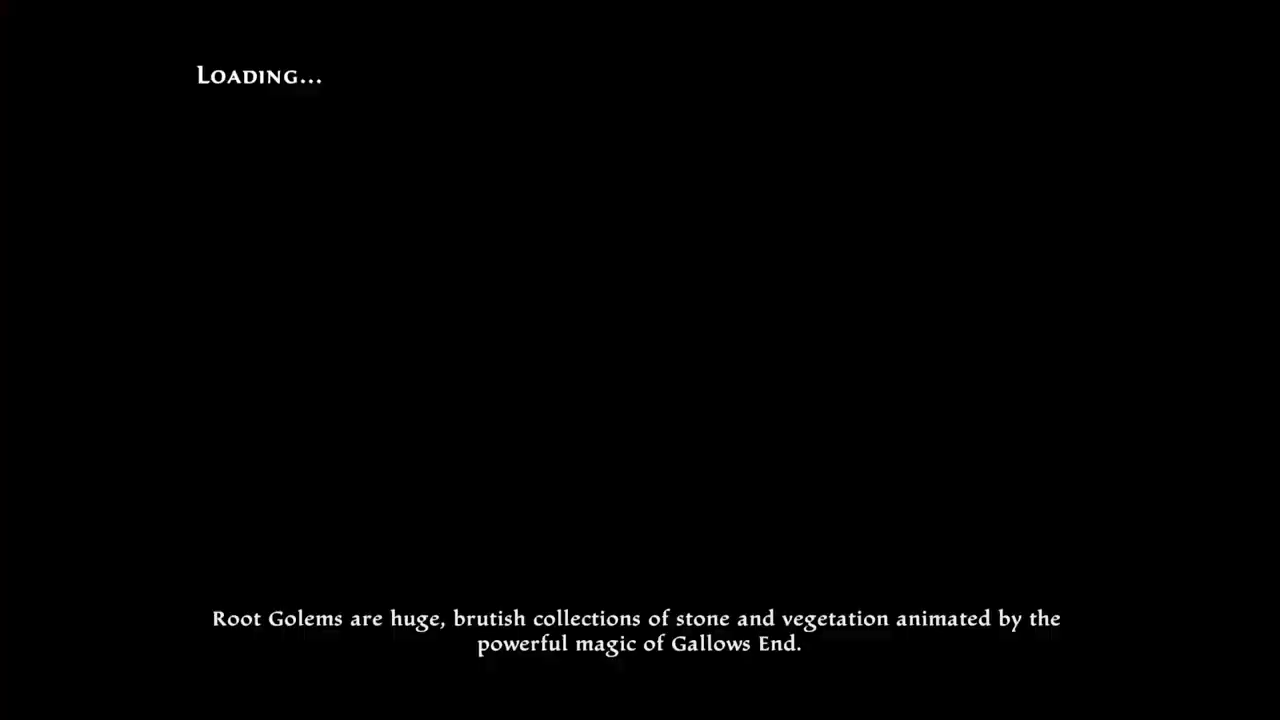 Loading...
Root Golems are huge, brutish collections of stone and vegetation animated by the
powerful magic of Gallows End.